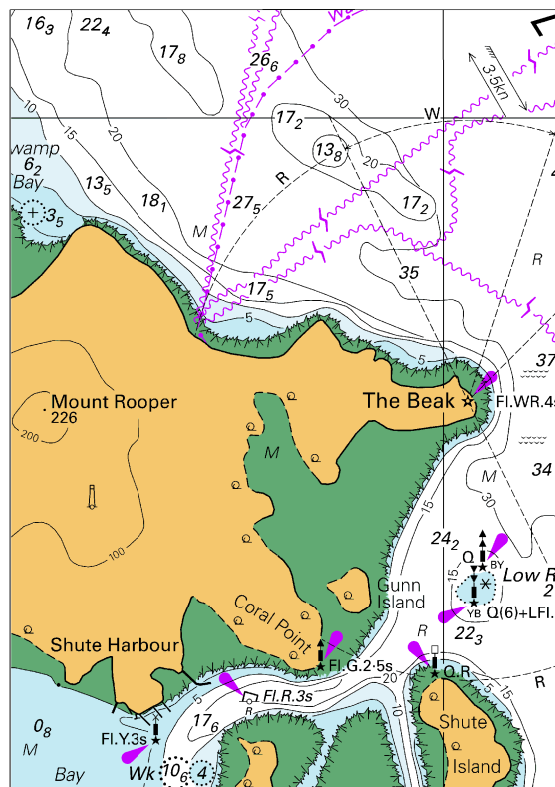 16₃
22₄
17₈
26₆
3·5kn
30
10
15
20
17₂
W
13₈
20
wamp
6₂
Bay
13₅
18₁
R
27₅
17₂
3₅
M
R
35
17₅
5
5
5
37
Mount Rooper
226
The Beak
Fl.WR.4s
200
M
M
34
15
30
100
24₂
Q
BY
15
Low R
2
Gunn
Island
YB
Q(6)+LFl.
Coral Point
22₃
R
Shute Harbour
15
Fl.G.2·5s
20
Q.R
R
5
Fl.R.3s
R
10
0₈
M
Bay
Fl.Y.3s
17₆
Shute
Island
Wk
10₆
4